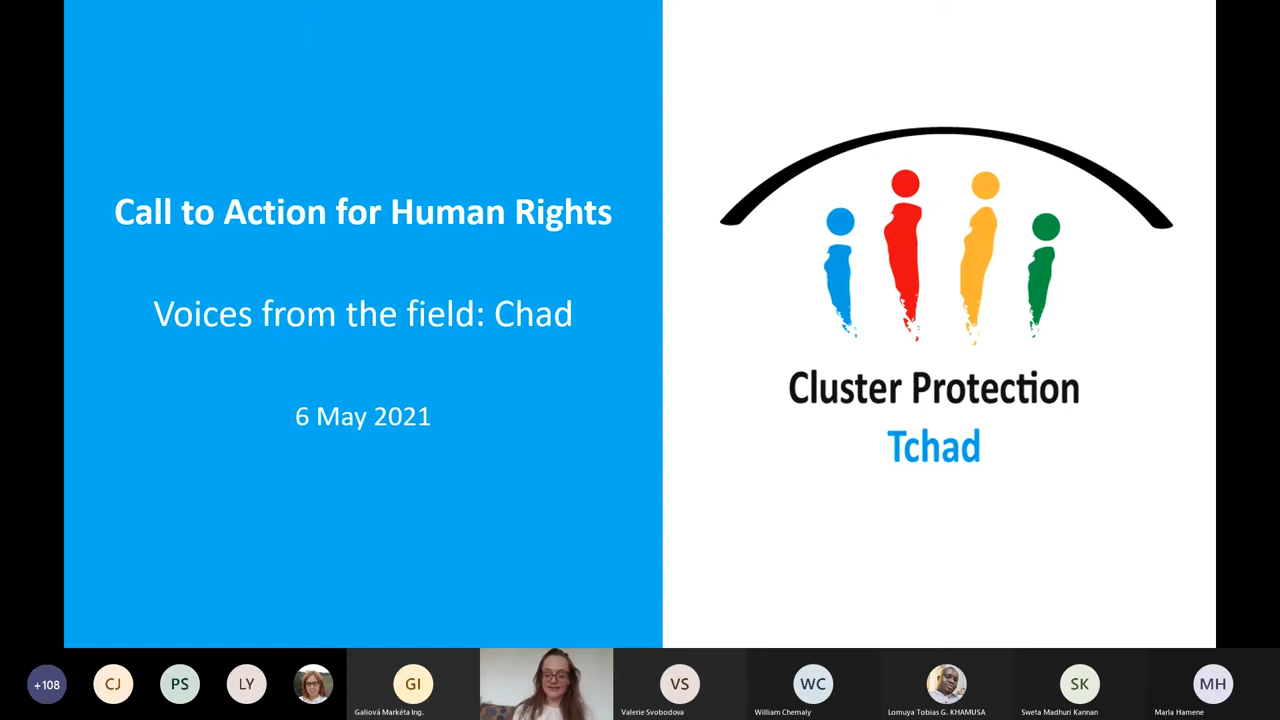 Call to Action for Human Rights
Voices from the field: Chad
6 May 2021
Cluster Protection
Tchad
+108
CJ
PS
LY
GI
VS
WC
SK
MH
Galiová Markéta Ing.
Valerie Svobodova
William Chemaly
Lomuya Tobias G. KHAMUSA
Sweta Madhuri Kannan
Marla Hamene